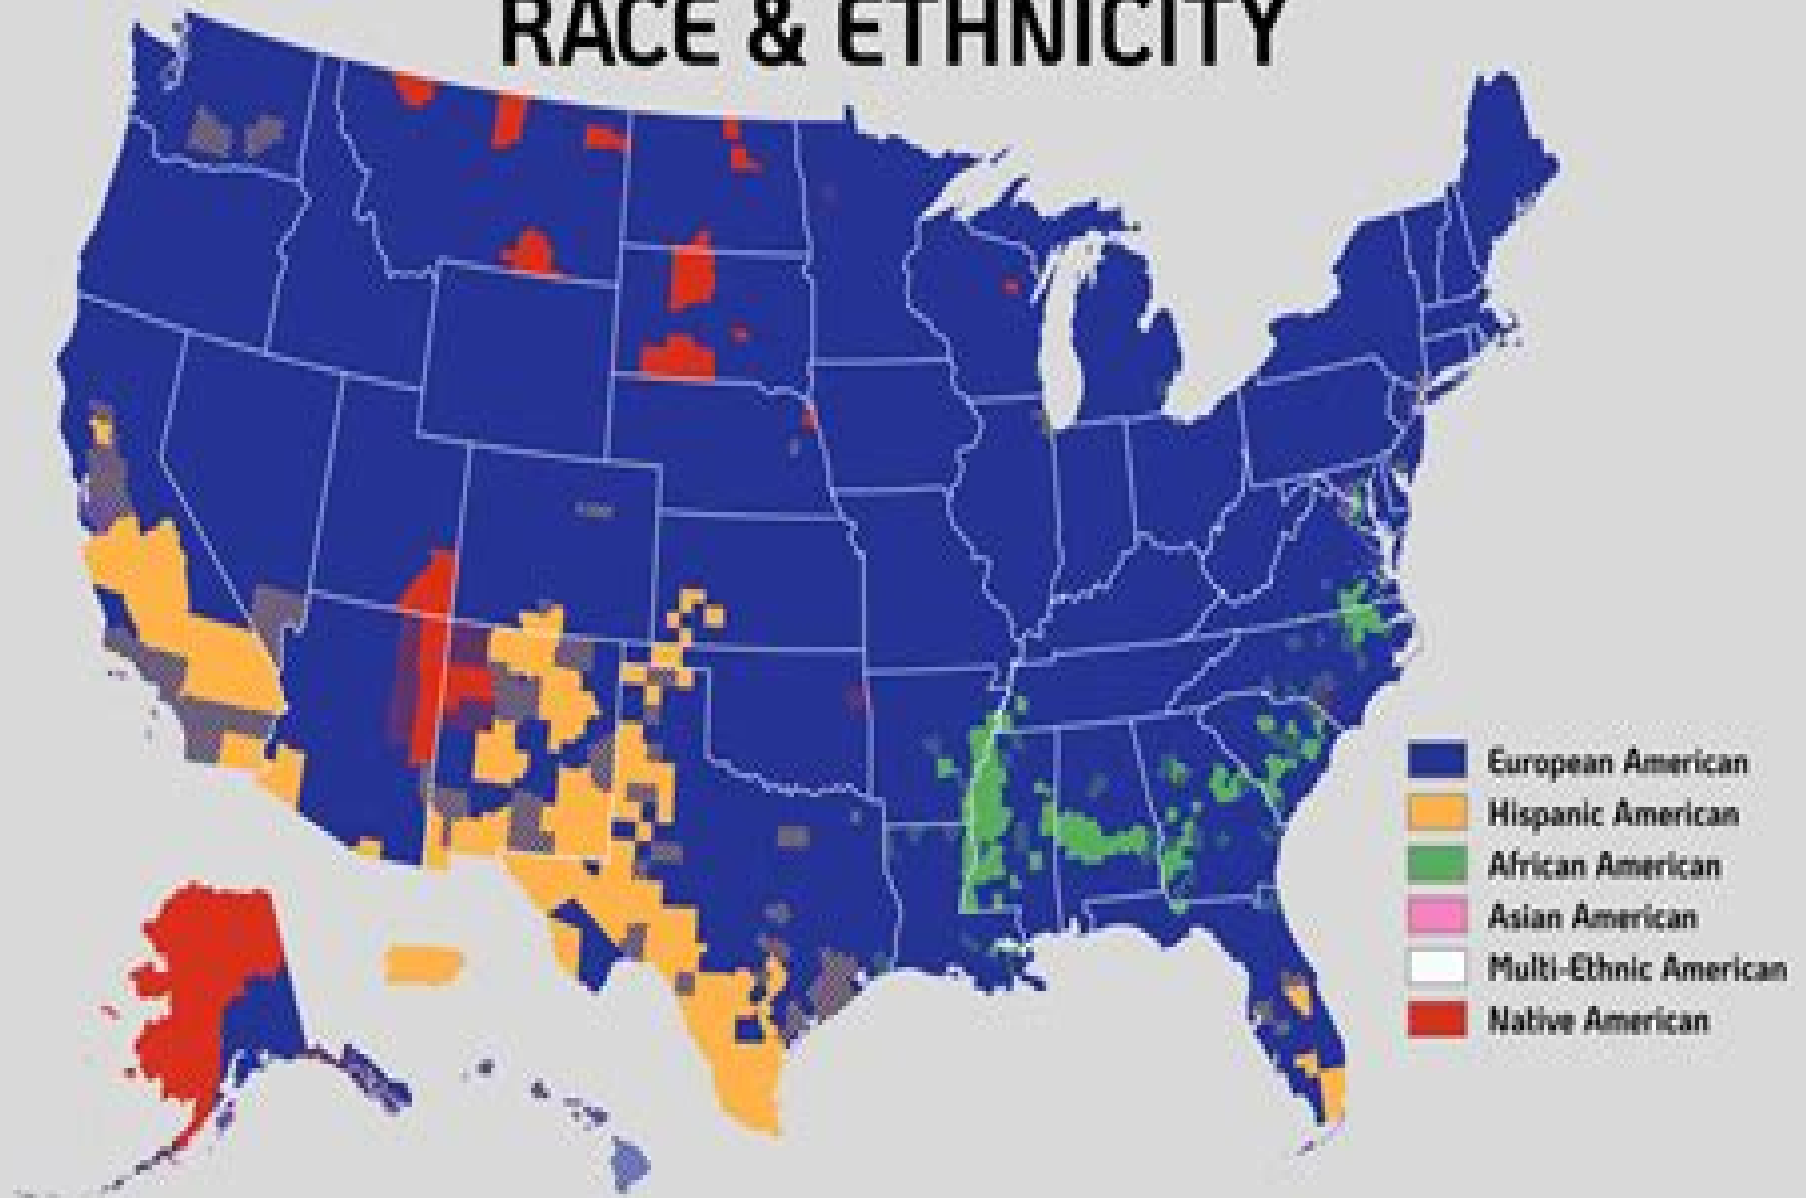 RACE & ETHNICITY
European American
Hispanic American
African American
Asian American
Multi-Ethnic American
Native American